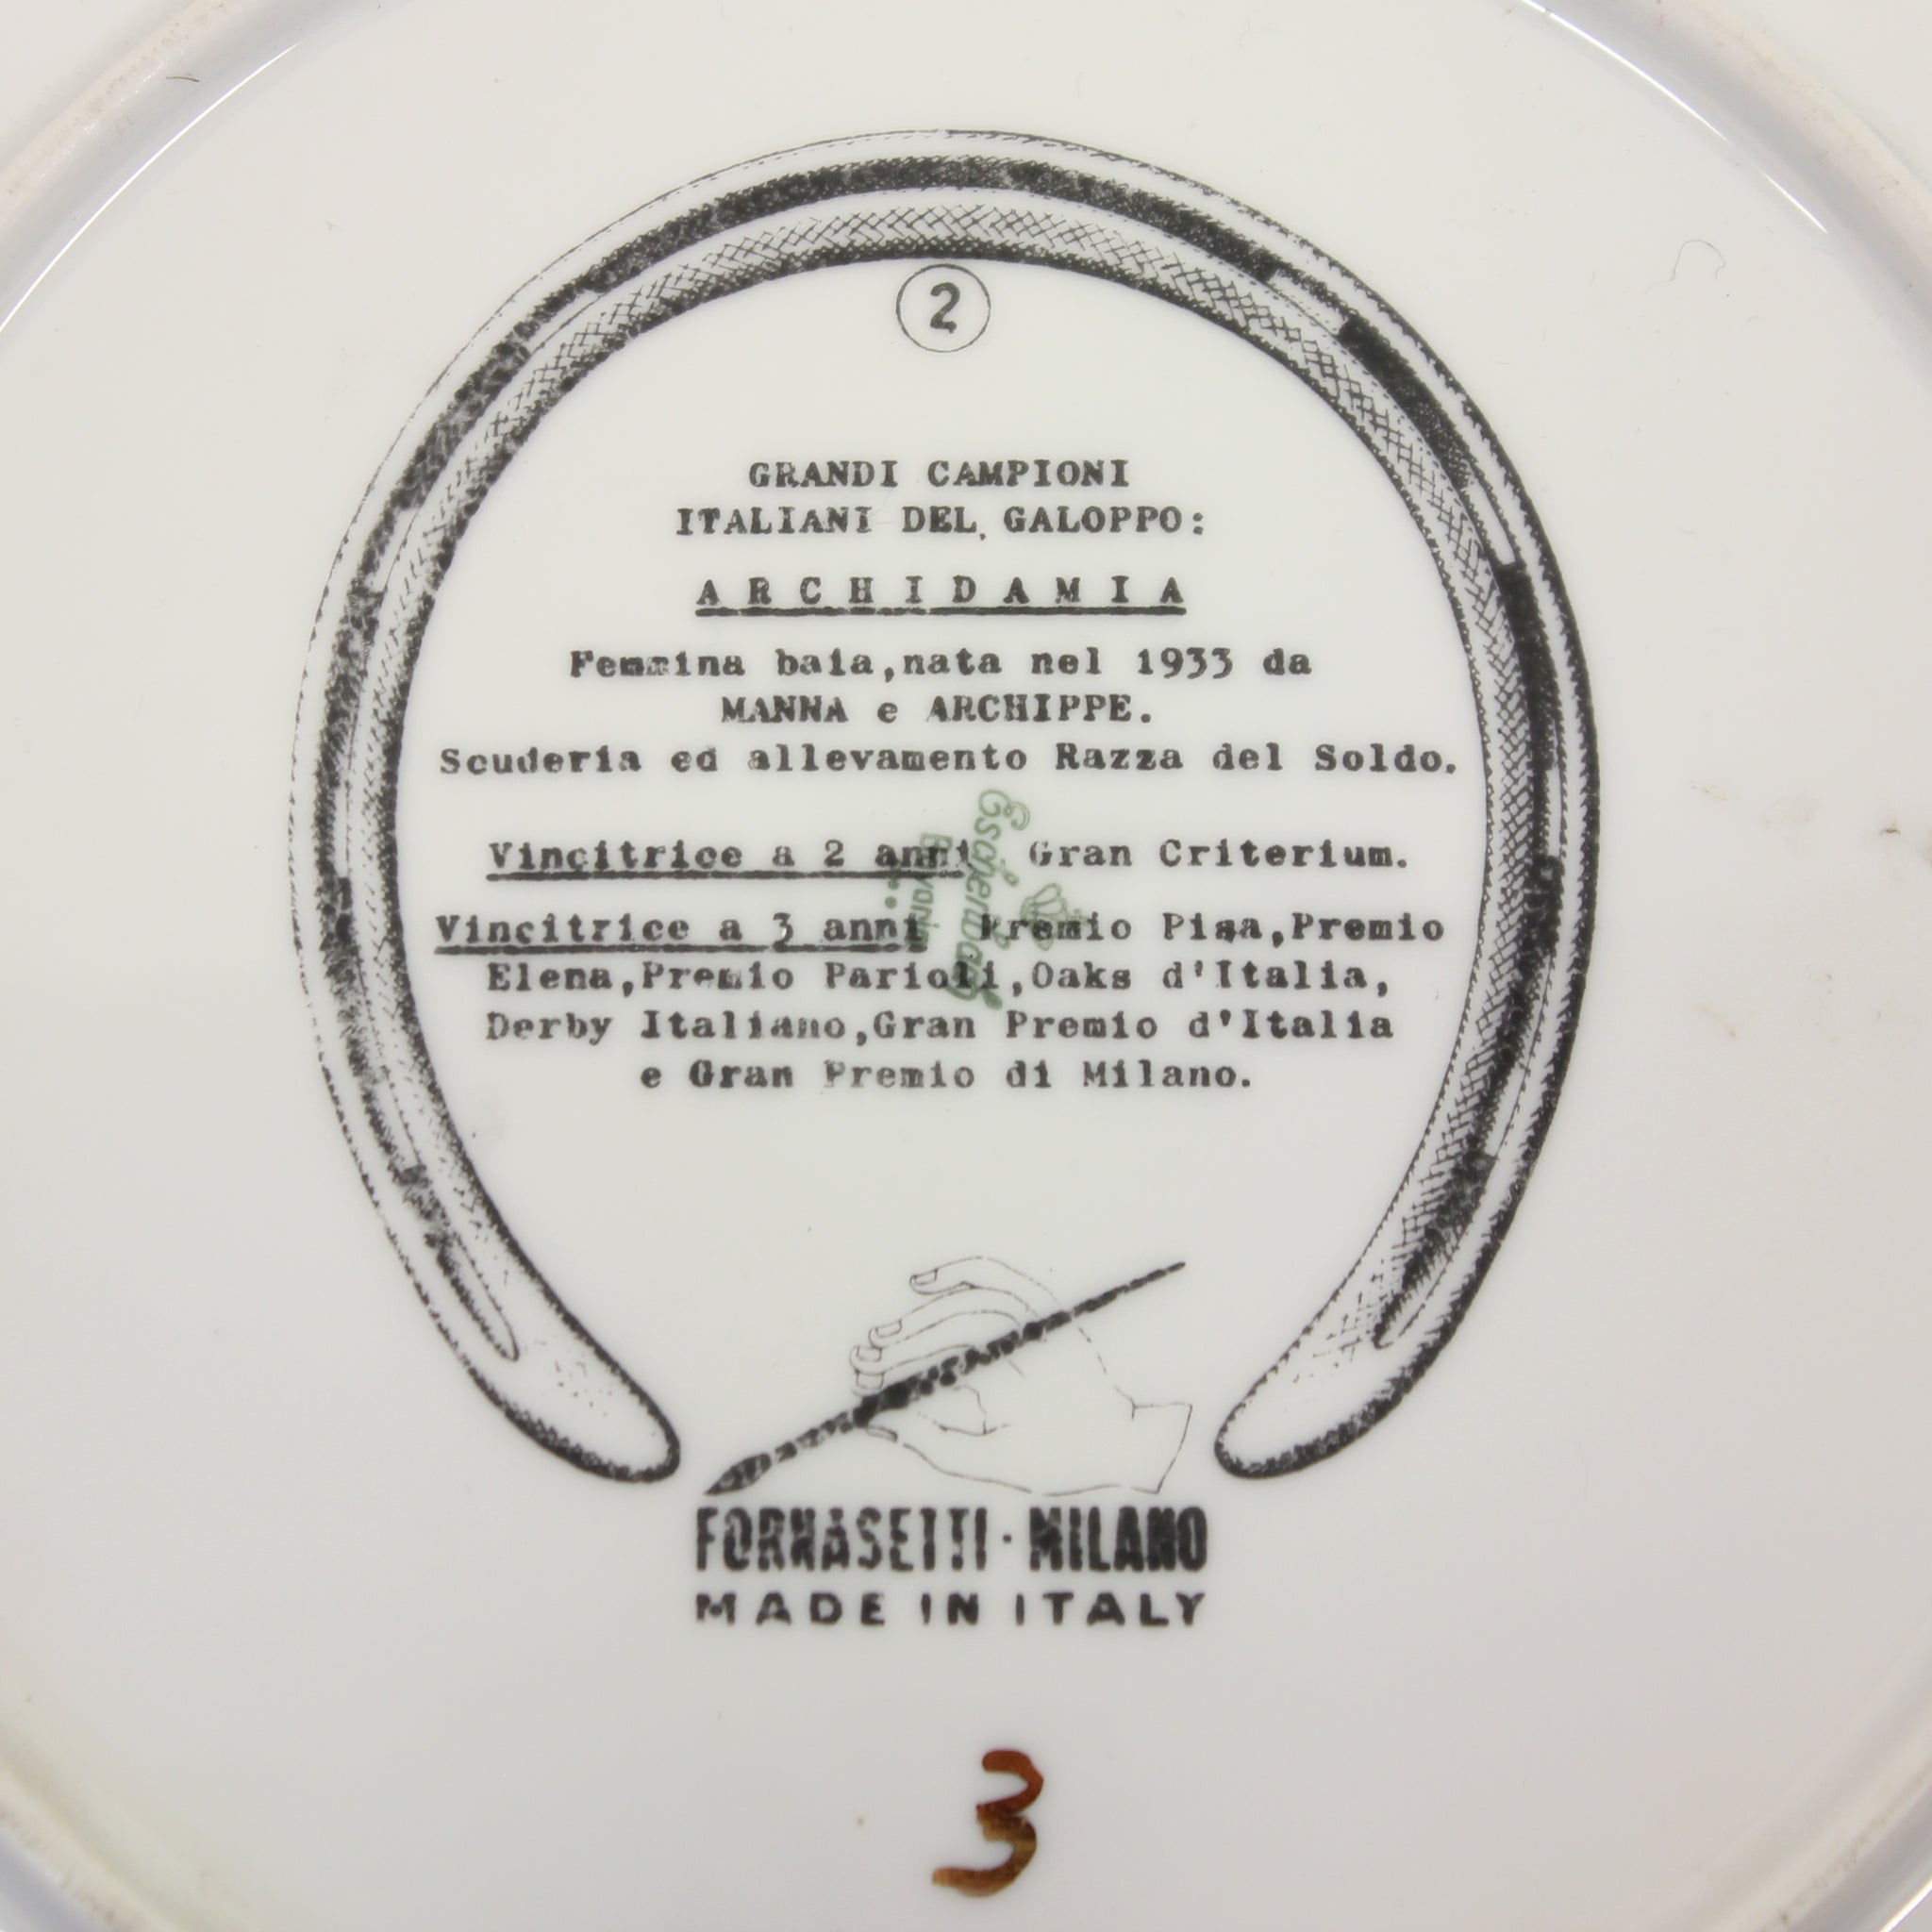 2
GRANDI CAMPIONI
ITALIANI DEL GALOPPO:
ARCHIDAMIA
Femmina baia,nata nel 1933 da
MANNA e ARCHIPPE.
Scuderia ed allevamento Razza del Soldo.
Vincitrice a 2 anni Gran Criterium.
Vincitrice a 3 anni Premio Pisa,Premio
Elena,Premio Parioli,Oaks d'Italia,
Derby Italiano,Gran Premio d'Italia
e Gran Premio di Milano.
Eschenbach
Bavaria
FORNASETTI·MILANO
MADE IN ITALY
3